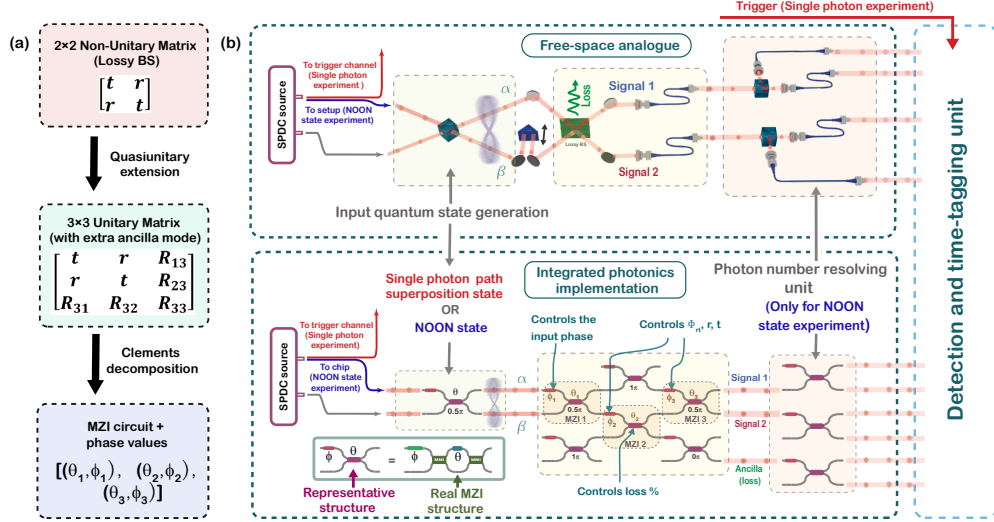 (a)
2×2 Non-Unitary Matrix
(Lossy BS)
t r
r t
Quasiunitary
extension
3×3 Unitary Matrix
(with extra ancilla mode)
t r R13
r t R23
R31 R32 R33
Clements
decomposition
MZI circuit +
phase values
[(θ1,ϕ1), (θ2,ϕ2),
(θ3,ϕ3)]
(b)
Trigger (Single photon experiment)
Free-space analogue
SPDC source
To trigger channel
(Single photon
experiment )
To setup (NOON
state experiment)
α
β
Loss
Lossy BS
Signal 1
Signal 2
Input quantum state generation
Single photon path
superposition state
OR
NOON state
Integrated photonics
implementation
Photon number resolving
unit
(Only for NOON
state experiment)
SPDC source
To trigger channel
(Single photon
experiment)
To chip
(NOON state
experiment)
θ
0.5π
α
β
Controls the
input phase
Controls Φrt, r, t
1π
ϕ1
θ1
0.5π
MZI 1
ϕ2
θ2
MZI 2
ϕ3
θ3
0.5π
MZI 3
1π
0π
Controls loss %
Signal 1
Signal 2
Ancilla
(loss)
ϕ
θ
=
ϕ
θ
MMI
MMI
Representative
structure
Real MZI
structure
Detection and time-tagging unit